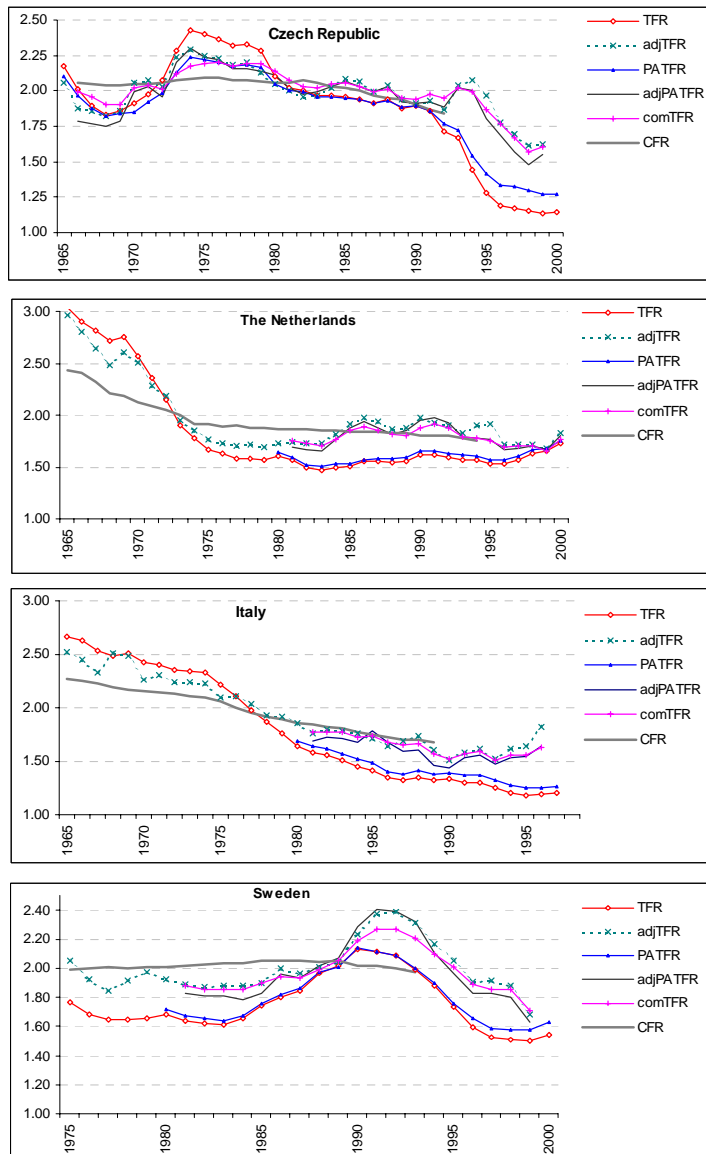 Czech Republic
2.50
2.25
2.00
1.75
1.50
1.25
1.00
1965
1970
1975
1980
1985
1990
1995
2000
TFR
adjTFR
PATFR
adjPATFR
comTFR
CFR
The Netherlands
3.00
2.50
2.00
1.50
1.00
1965
1970
1975
1980
1985
1990
1995
2000
TFR
adjTFR
PATFR
adjPATFR
comTFR
CFR
Italy
3.00
2.50
2.00
1.50
1.00
1965
1970
1975
1980
1985
1990
1995
TFR
adjTFR
PATFR
adjPATFR
comTFR
CFR
Sweden
2.40
2.20
2.00
1.80
1.60
1.40
1.20
1.00
1975
1980
1985
1990
1995
2000
TFR
adjTFR
PATFR
adjPATFR
comTFR
CFR